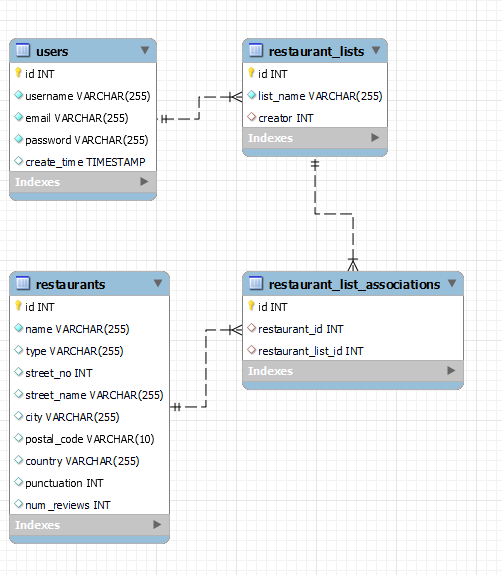 users
id INT
username VARCHAR(255)
email VARCHAR(255)
password VARCHAR(255)
create_time TIMESTAMP
Indexes
restaurant_lists
id INT
list_name VARCHAR(255)
creator INT
Indexes
restaurants
id INT
name VARCHAR(255)
type VARCHAR(255)
street_no INT
street_name VARCHAR(255)
city VARCHAR(255)
postal_code VARCHAR(10)
country VARCHAR(255)
punctuation INT
num_reviews INT
Indexes
restaurant_list_associations
id INT
restaurant_id INT
restaurant_list_id INT
Indexes